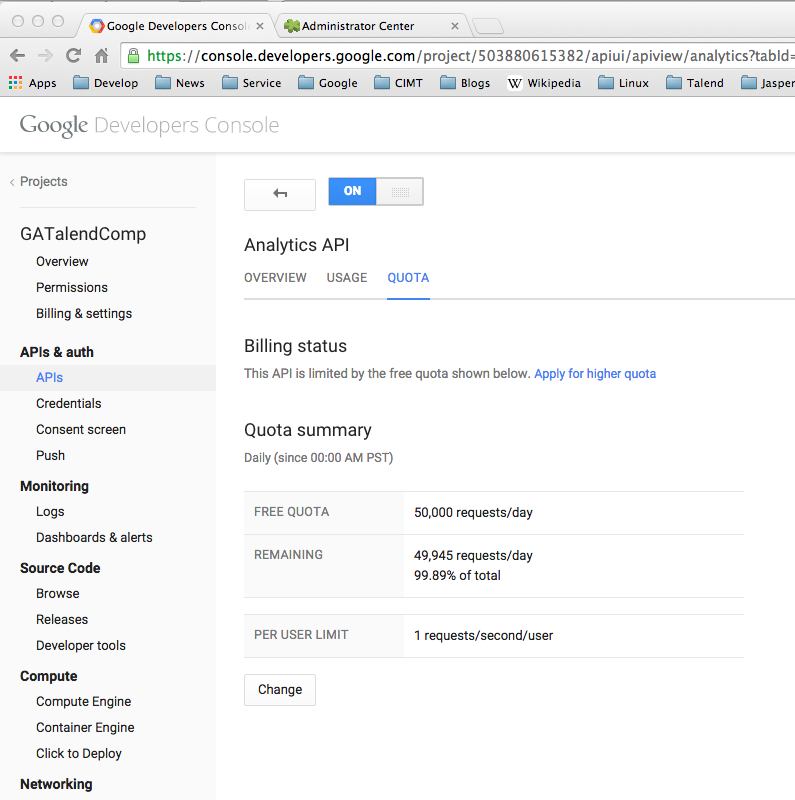 Google Developers Consol
Administrator Center
https://console.developers.google.com/project/503880615382/apiui/apiview/analytics?tabId=
Apps Develop News Service Google CIMT Blogs Wikipedia Linux Talend Jasper
Google Developers Console
Projects
GATalendComp
Overview
Permissions
Billing & settings
APIs & auth
APIs
Credentials
Consent screen
Push
Monitoring
Logs
Dashboards & alerts
Source Code
Browse
Releases
Developer tools
Compute
Compute Engine
Container Engine
Click to Deploy
Networking
ON
Analytics API
OVERVIEW USAGE QUOTA
Billing status
This API is limited by the free quota shown below. Apply for higher quota
Quota summary
Daily (since 00:00 AM PST)
FREE QUOTA 50,000 requests/day
REMAINING 49,945 requests/day
99.89% of total
PER USER LIMIT 1 requests/second/user
Change